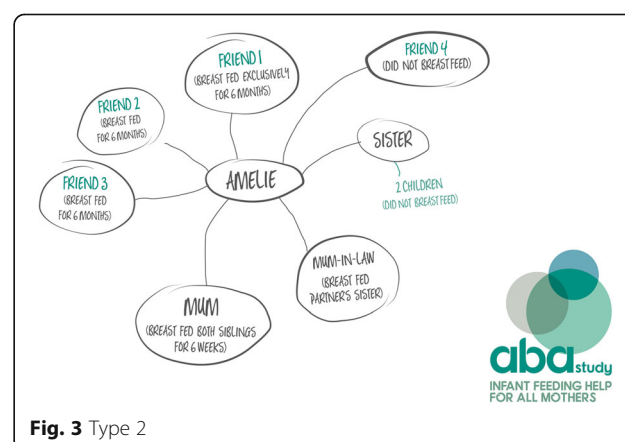 FRIEND 1
(BREAST FED EXCLUSIVELY
FOR 6 MONTHS)
FRIEND 4
(DID NOT BREASTFEED)
FRIEND 2
(BREAST FED
FOR 6 MONTHS)
SISTER
2 CHILDREN
(DID NOT BREASTFEED)
AMELIE
FRIEND 3
(BREAST FED
FOR 6 MONTHS)
MUM-IN-LAW
(BREAST FED
PARTNERS SISTER)
MUM
(BREAST FED BOTH SIBLINGS
FOR 6 WEEKS)
aba study
INFANT FEEDING HELP
FOR ALL MOTHERS
Fig. 3 Type 2